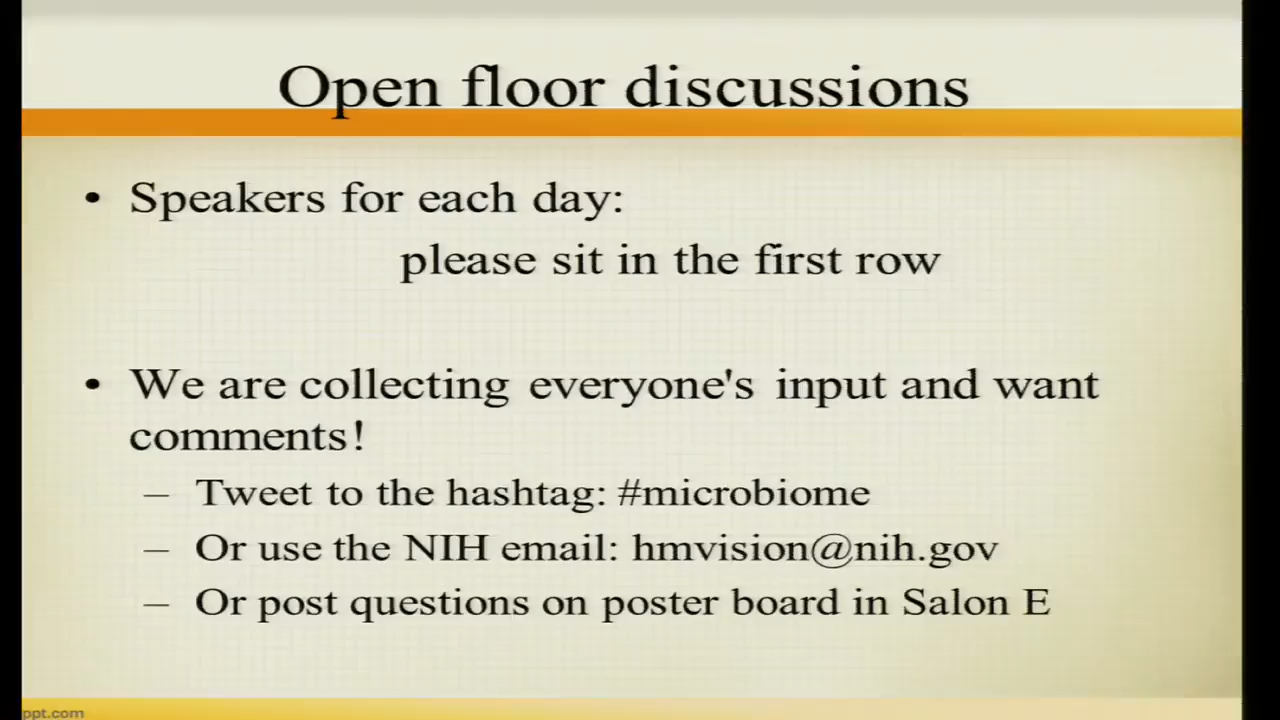 Open floor discussions
• Speakers for each day:
please sit in the first row
• We are collecting everyone's input and want
comments!
– Tweet to the hashtag: #microbiome
– Or use the NIH email: hmvision@nih.gov
– Or post questions on poster board in Salon E
ppt.com